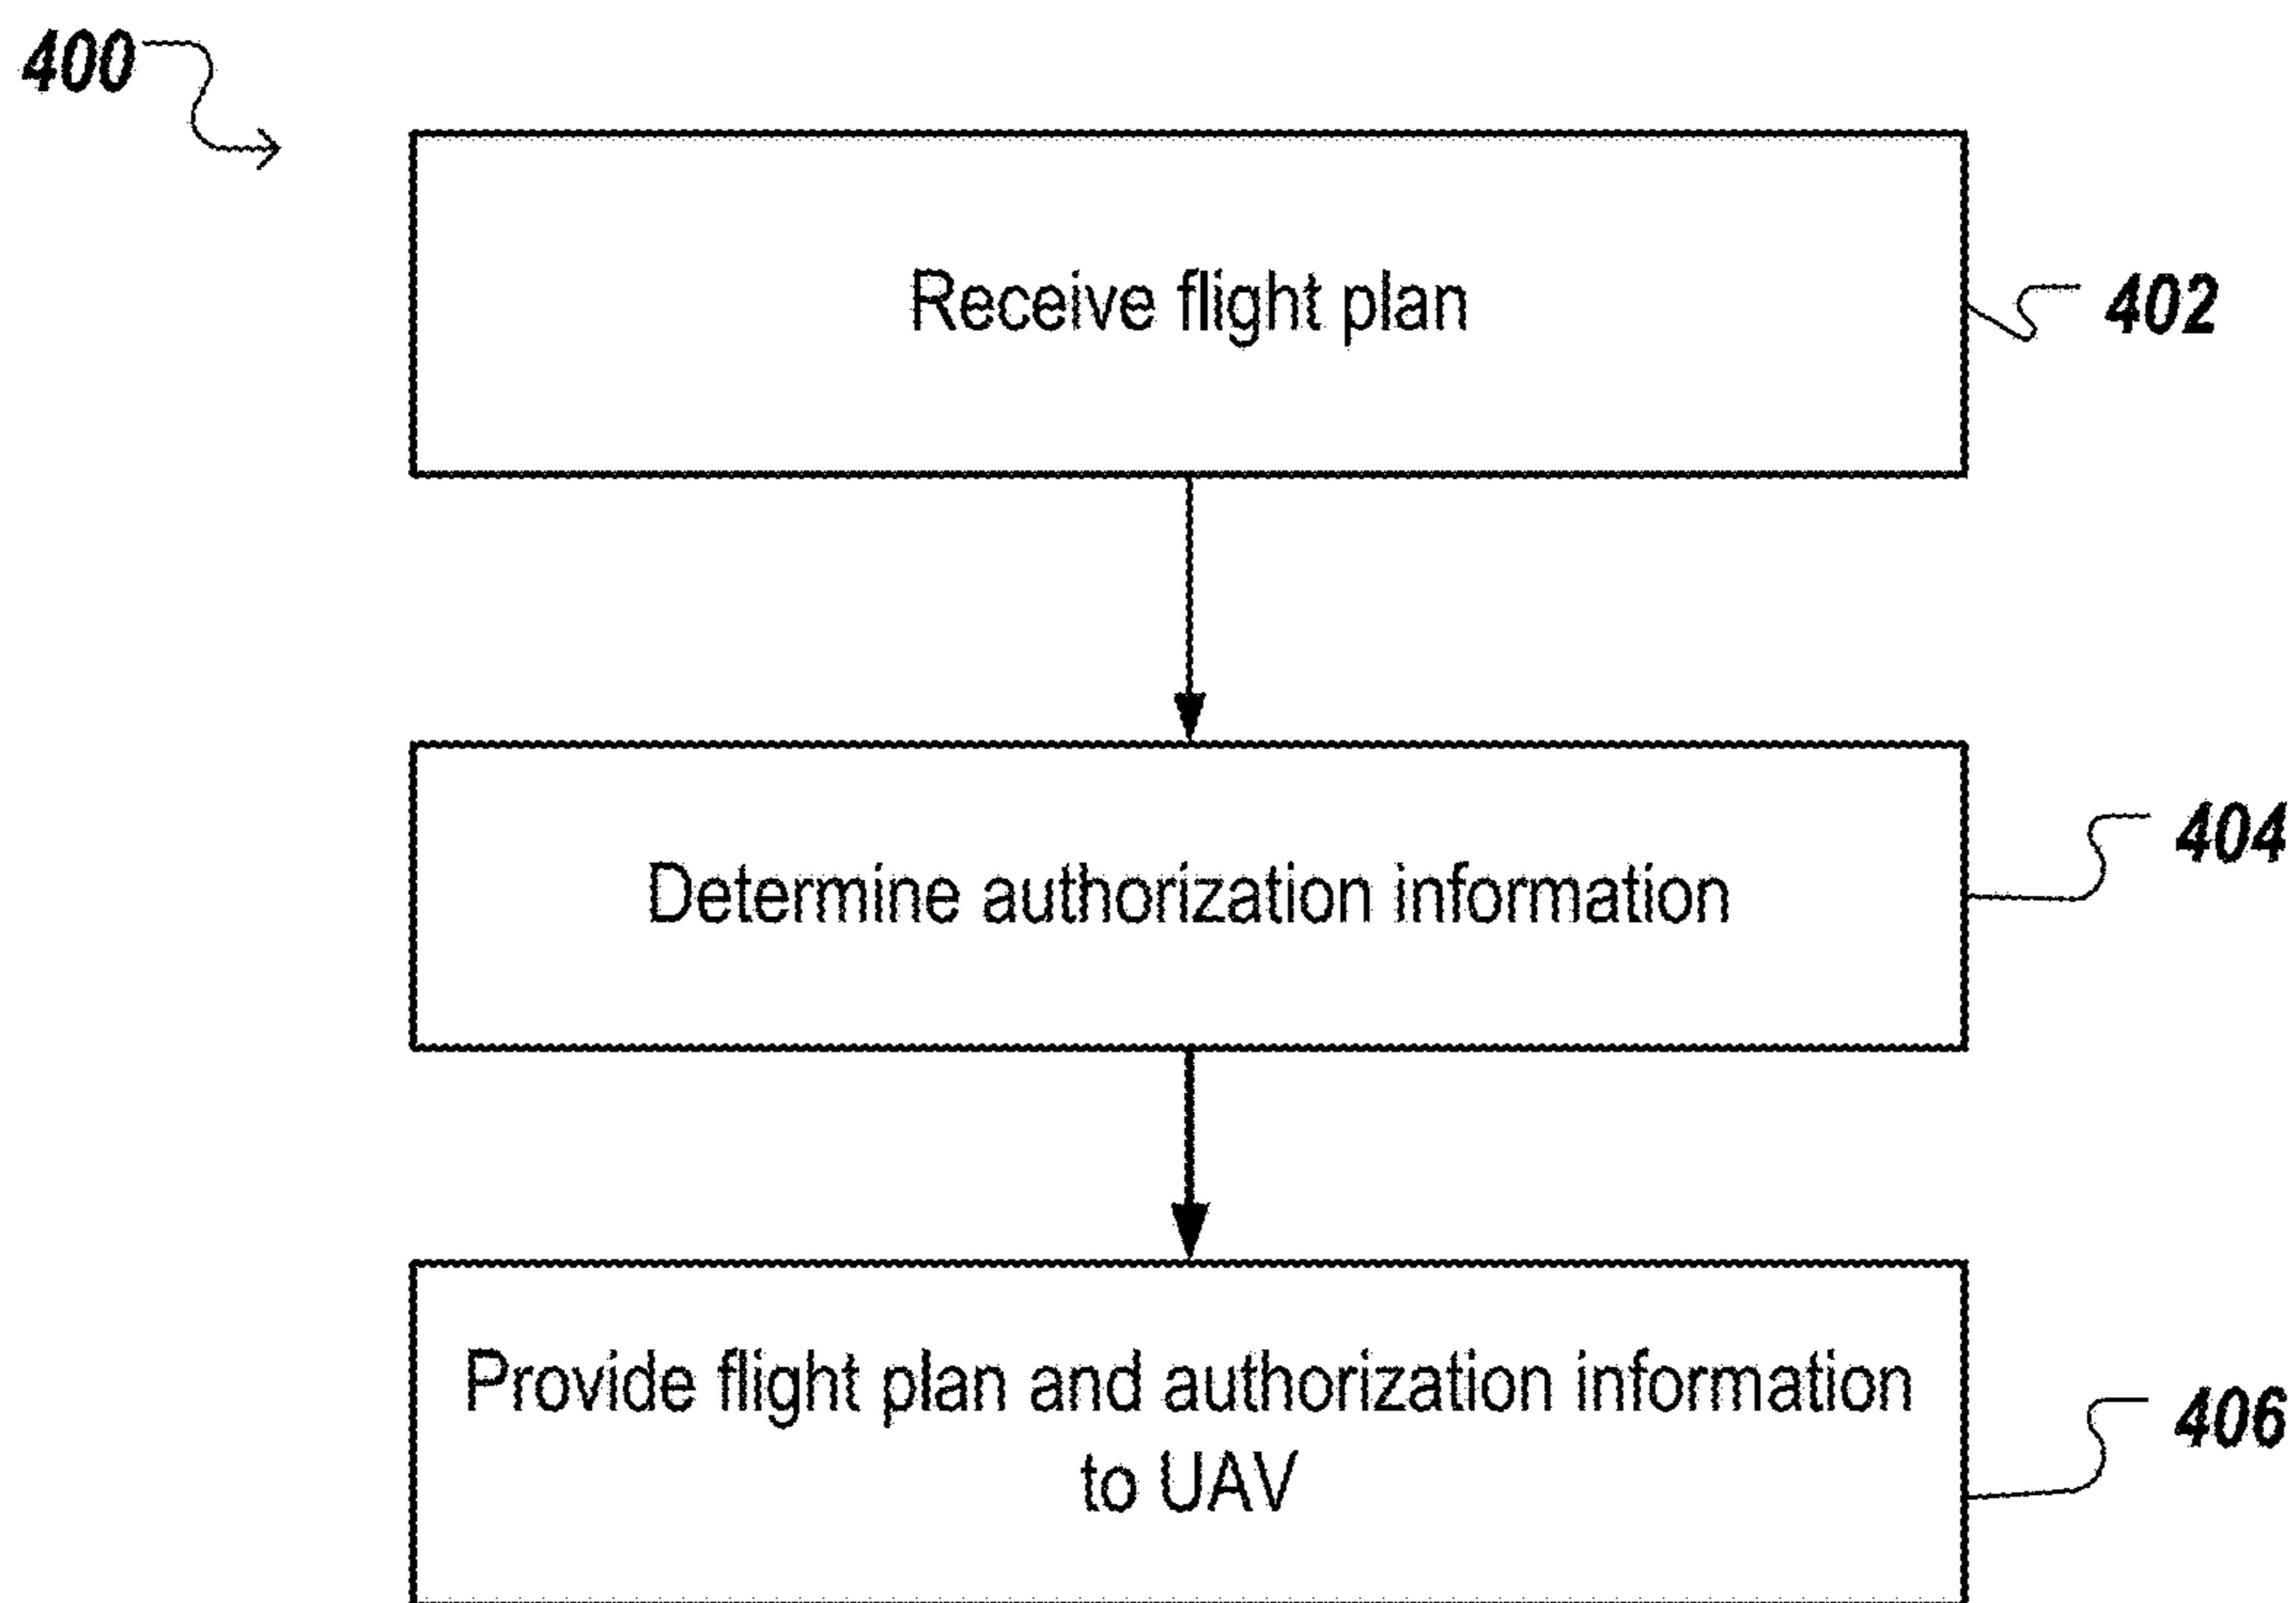 400
Receive flight plan
402
Determine authorization information
404
Provide flight plan and authorization information
to UAV
406